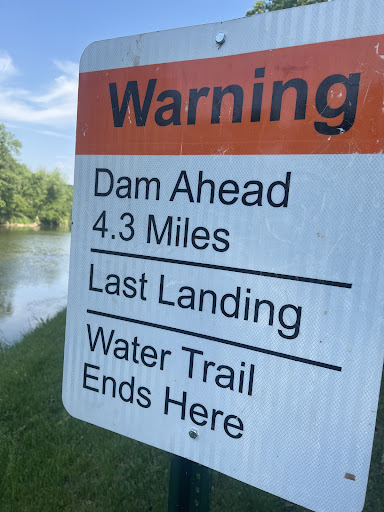 Warning
Dam Ahead
4.3 Miles
Last Landing
Water Trail
Ends Here